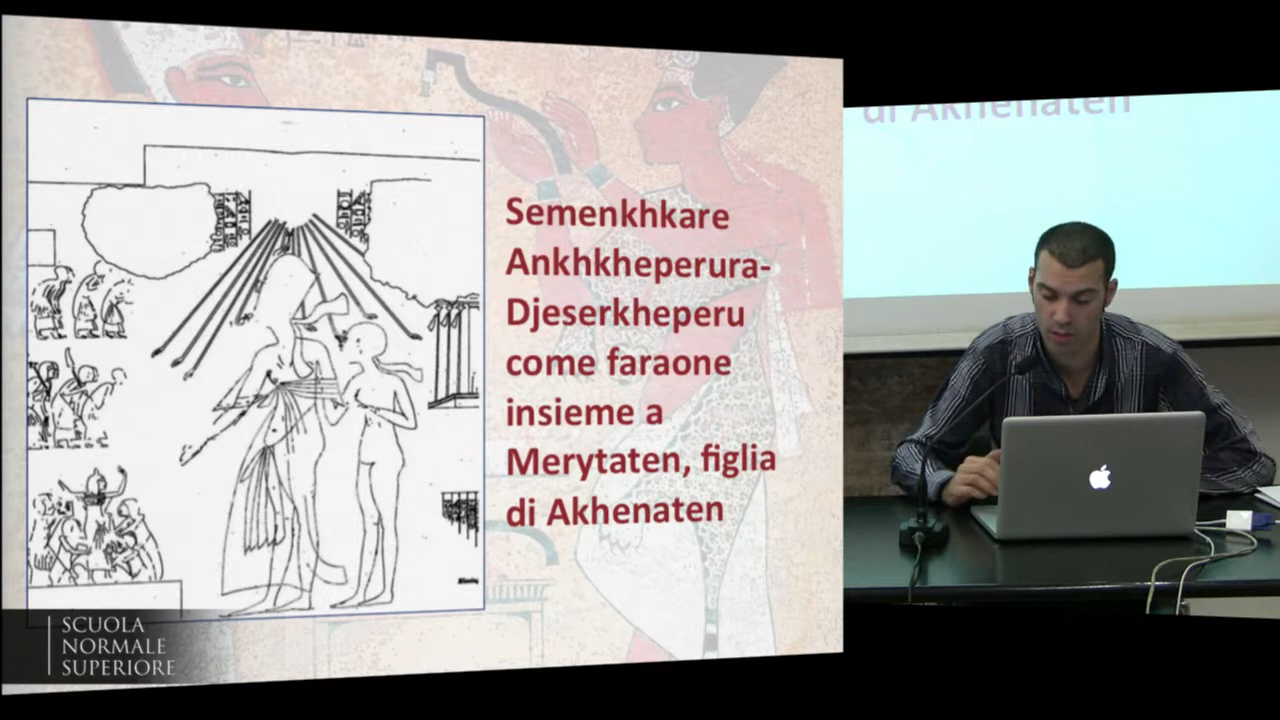 Semenkhkare
Ankhkheperura-
Djeserkheperu
come faraone
insieme a
Merytaten, figlia
di Akhenaten
di Akhenaten
SCUOLA
NORMALE
SUPERIORE